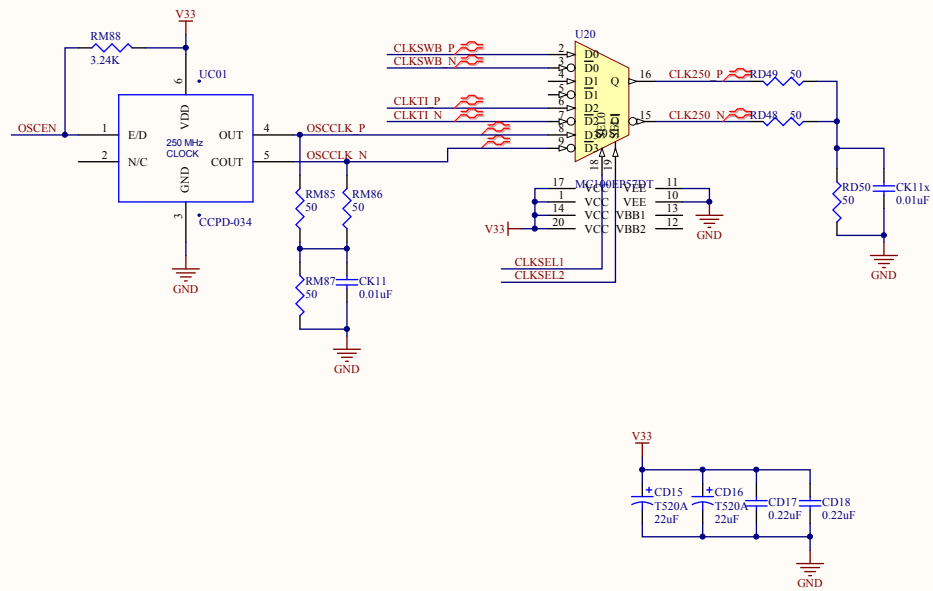 V33
RM88
3.24K
6
UC01
VDD
OSCEN
1
E/D
OUT
4
OSCCLK_P
250 MHz
CLOCK
2
N/C
COUT
5
OSCCLK_N
GND
3
CCPD-034
GND
RM85
50
RM86
50
RM87
50
CK11
0.01uF
GND
U20
CLKSWB_P
2
D0
CLKSWB_N
3
D0
4
D1
5
D1
CLKTI_P
6
D2
CLKTI_N
7
D2
8
D3
9
D3
Q
16
CLK250_P
RD49
50
15
CLK250_N
RD48
50
18
19
MC100EP57DT
17
VCC
VEE
11
1
VCC
VEE
10
14
VCC
VBB1
13
V33
20
VCC
VBB2
12
GND
CLKSEL1
CLKSEL2
RD50
50
CK11x
0.01uF
GND
V33
+
CD15
T520A
22uF
+
CD16
T520A
22uF
CD17
0.22uF
CD18
0.22uF
GND